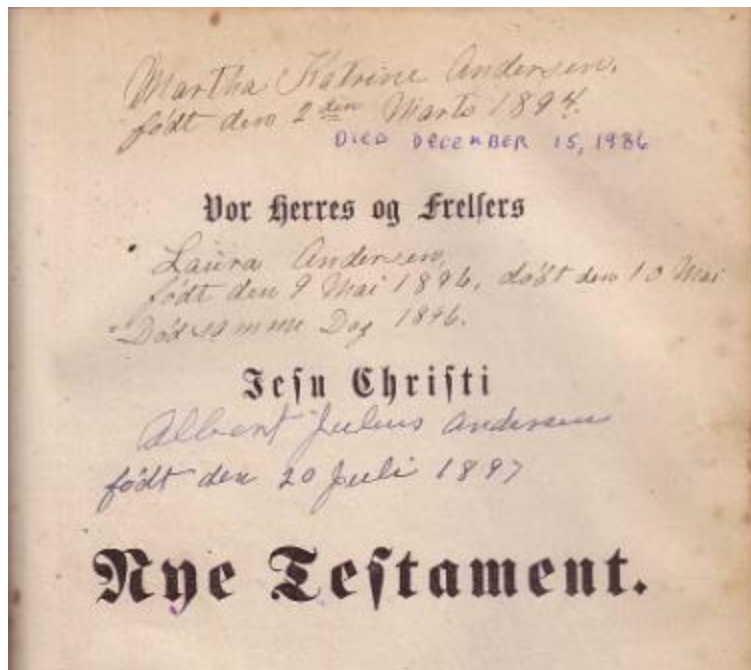 Martha Katrine Andersen.
født den 2den Marts 1894.
DIED DECEMBER 15, 1986
Vor Herres og Frelsers
Laura Andersen,
født den 9 Mai 1896, døbt den 10 Mai
Død samme Dag 1896.
Jesu Christi
Albert Julius Andersen
født den 20 Juli 1897
Nye Testament.